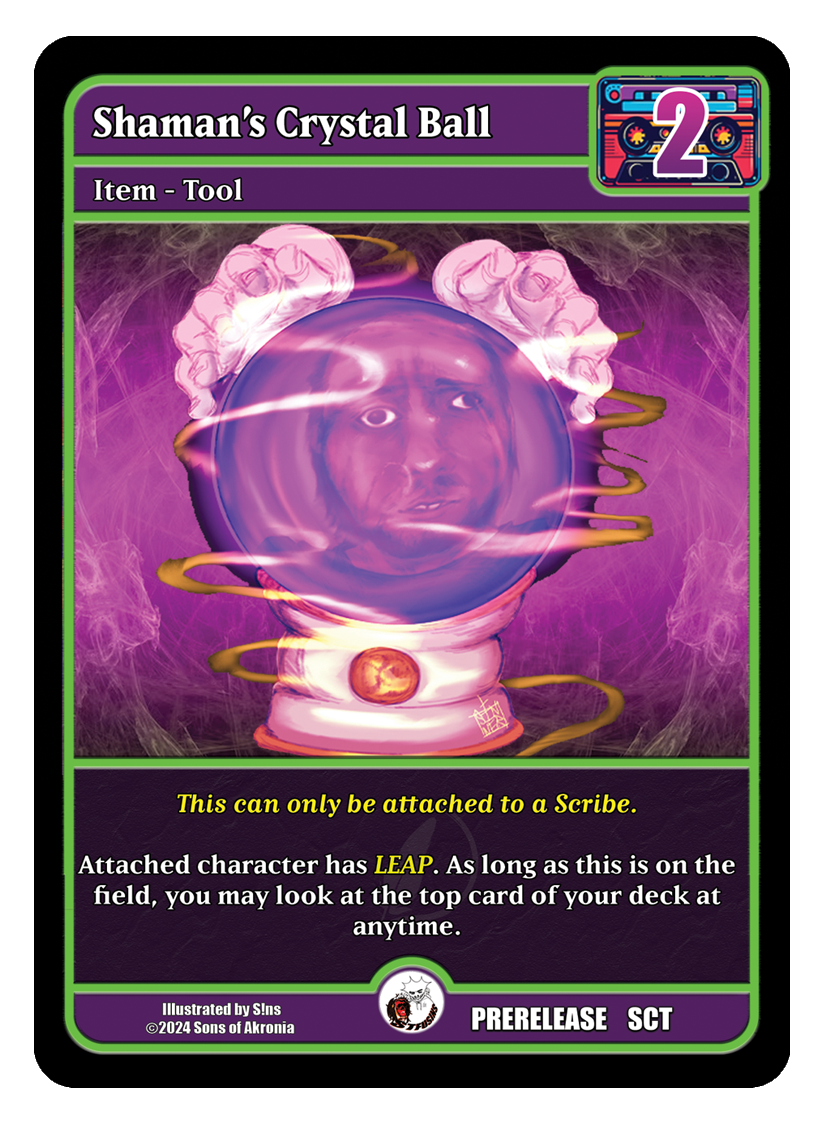 Shaman's Crystal Ball
2
Item - Tool
This can only be attached to a Scribe.
Attached character has LEAP. As long as this is on the
field, you may look at the top card of your deck at
anytime.
Illustrated by S!ns
©2024 Sons of Akronia
PRERELEASE SCT